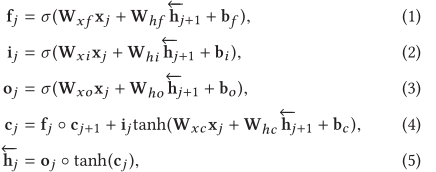 f_j = σ(W_{xf} x_j + W_{hf} \overleftarrow{h}_{j+1} + b_f), (1)
i_j = σ(W_{xi} x_j + W_{hi} \overleftarrow{h}_{j+1} + b_i), (2)
o_j = σ(W_{xo} x_j + W_{ho} \overleftarrow{h}_{j+1} + b_o), (3)
c_j = f_j ∘ c_{j+1} + i_j tanh(W_{xc} x_j + W_{hc} \overleftarrow{h}_{j+1} + b_c), (4)
\overleftarrow{h}_j = o_j ∘ tanh(c_j), (5)